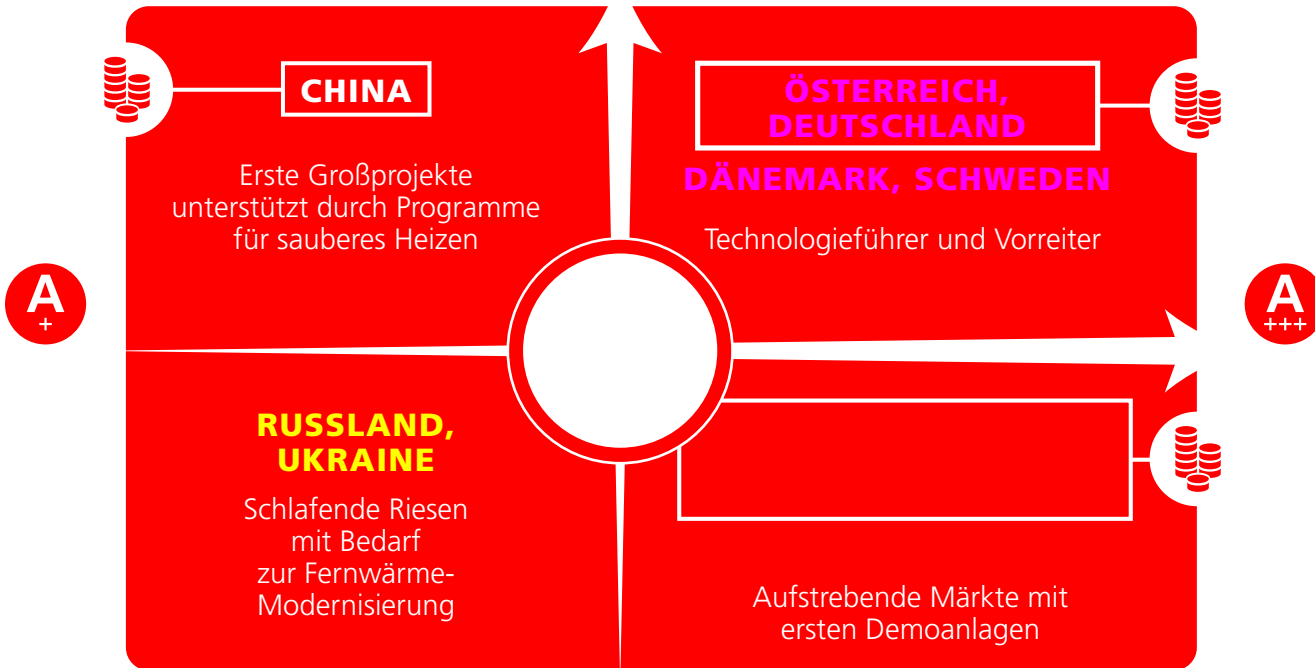 CHINA
Erste Großprojekte
unterstützt durch Programme
für sauberes Heizen
ÖSTERREICH,
DEUTSCHLAND
DÄNEMARK, SCHWEDEN
Technologieführer und Vorreiter
A
+
A
+++
RUSSLAND,
UKRAINE
Schlafende Riesen
mit Bedarf
zur Fernwärme-
Modernisierung
Aufstrebende Märkte mit
ersten Demoanlagen